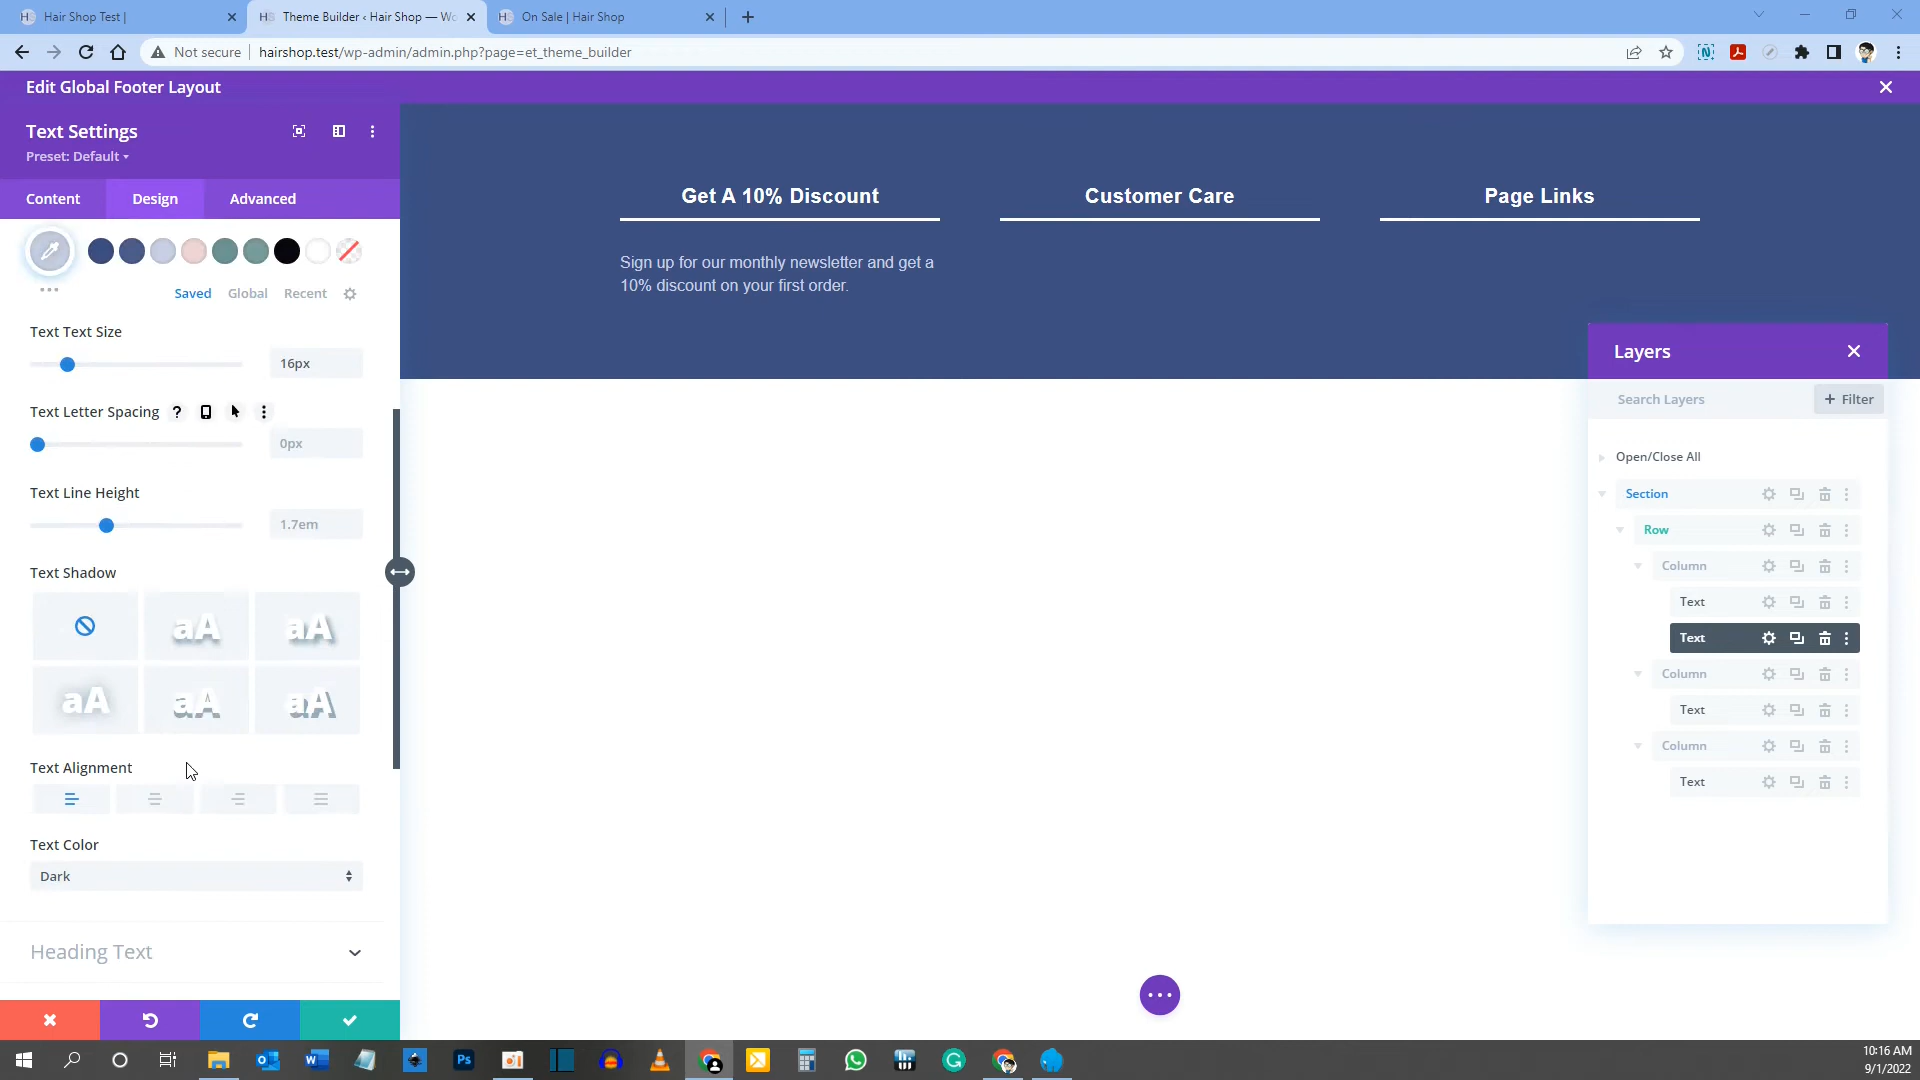 Hair Shop Test |
Theme Builder ‹ Hair Shop — Wo
On Sale | Hair Shop
Not secure
hairshop.test/wp-admin/admin.php?page=et_theme_builder
Edit Global Footer Layout
Text Settings
Preset: Default
Content
Design
Advanced
Saved
Global
Recent
Text Text Size
16px
Text Letter Spacing
?
0px
Text Line Height
1.7em
Text Shadow
aA
aA
aA
aA
aA
Text Alignment
Text Color
Dark
Heading Text
Get A 10% Discount
Customer Care
Page Links
Sign up for our monthly newsletter and get a
10% discount on your first order.
Layers
Search Layers
+ Filter
Open/Close All
Section
Row
Column
Text
Text
Column
Text
Column
Text
10:16 AM
9/1/2022